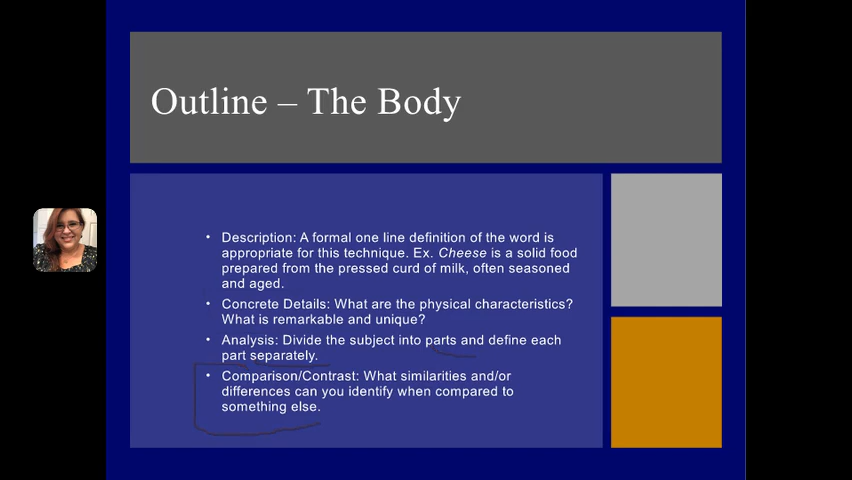 Outline – The Body
• Description: A formal one line definition of the word is
appropriate for this technique. Ex. Cheese is a solid food
prepared from the pressed curd of milk, often seasoned
and aged.
• Concrete Details: What are the physical characteristics?
What is remarkable and unique?
• Analysis: Divide the subject into parts and define each
part separately.
• Comparison/Contrast: What similarities and/or
differences can you identify when compared to
something else.